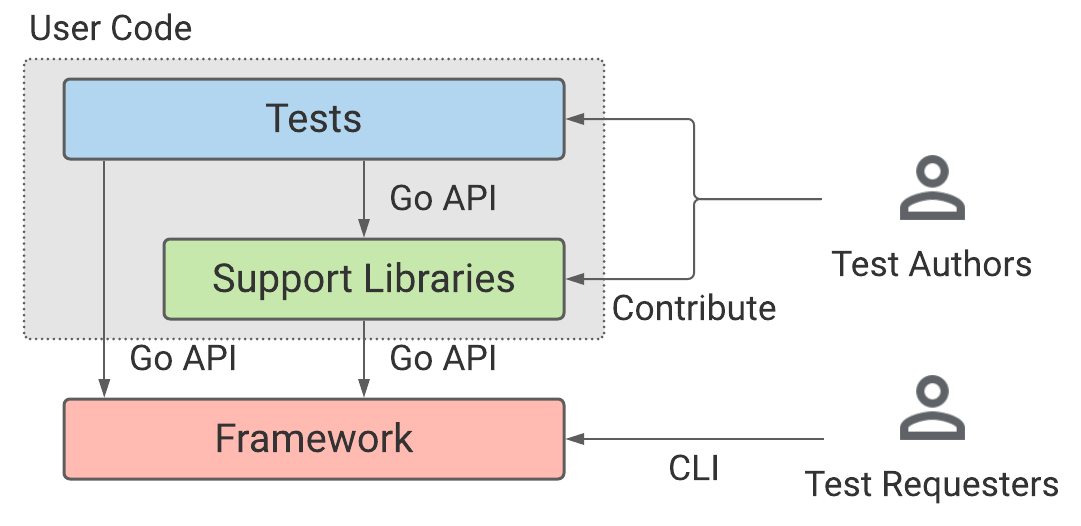 User Code
Tests
Go API
Support Libraries
Go API
Go API
Framework
Test Authors
Contribute
CLI
Test Requesters